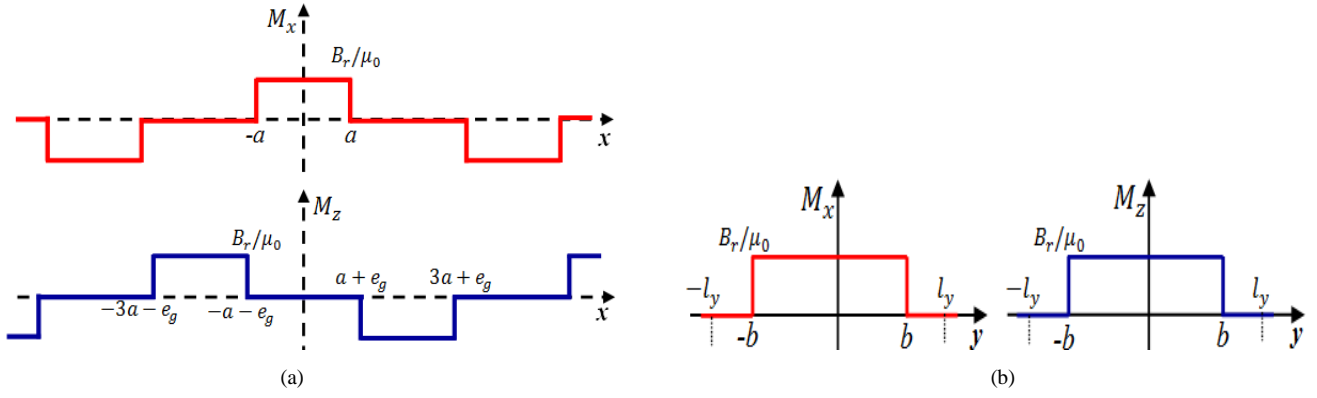 M_x
B_r/μ_0
-a a x
M_z
B_r/μ_0
a + e_g 3a + e_g
−3a − e_g −a − e_g x
(a)
M_x
B_r/μ_0
−l_y l_y
-b b y
M_z
B_r/μ_0
−l_y l_y
-b b y
(b)